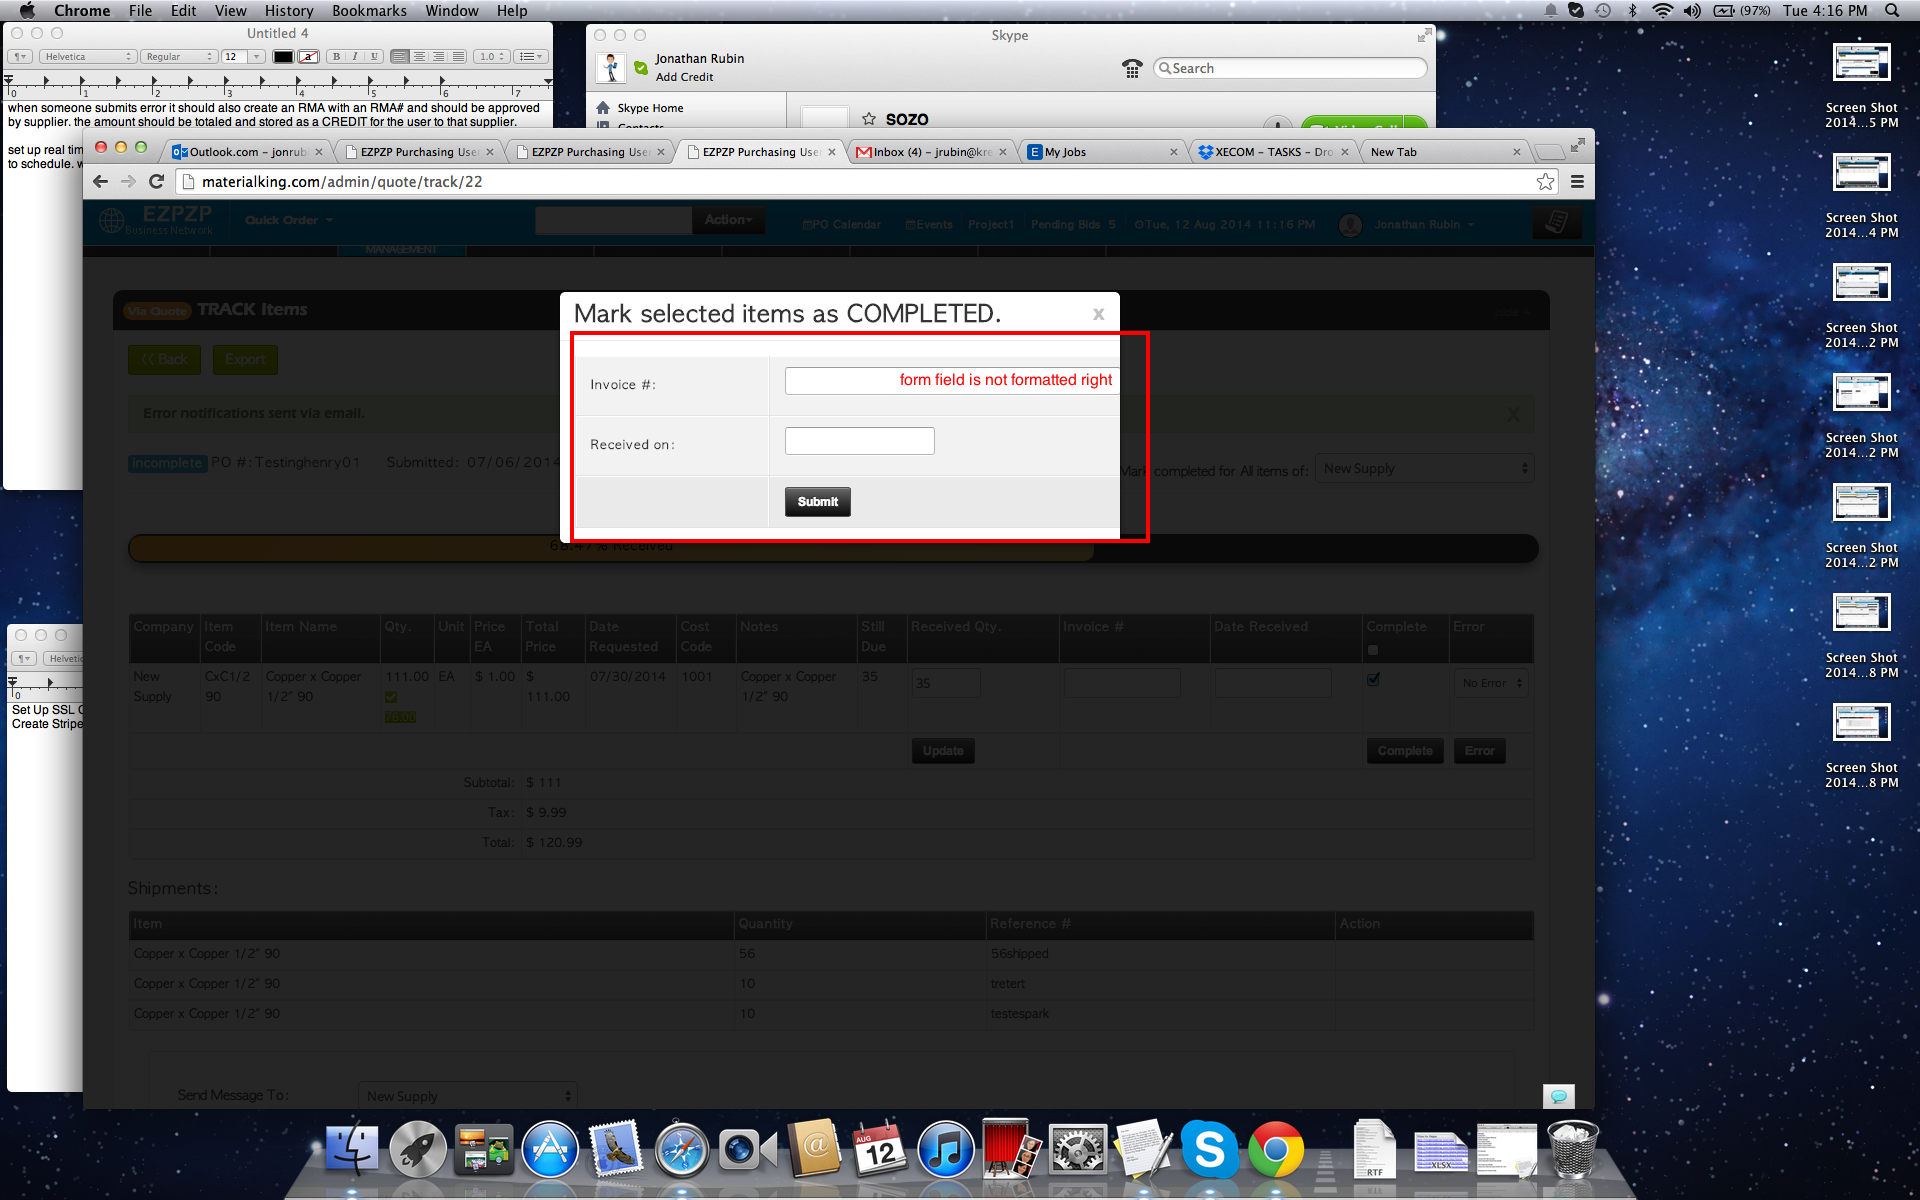 Chrome File Edit View History Bookmarks Window Help
(97%) Tue 4:16 PM
Untitled 4
Helvetica Regular 12 B I U 1.0
0 1 2 3 4 5 6 7
when someone submits error it should also create an RMA with an RMA# and should be approved
by supplier. the amount should be totaled and stored as a CREDIT for the user to that supplier.
set up real tim
to schedule. w
Skype
Jonathan Rubin
Add Credit
Search
Skype Home
Contacts
SOZO
Outlook.com – jonrubi
EZPZP Purchasing Use
EZPZP Purchasing Use
EZPZP Purchasing Use
Inbox (4) – jrubin@kre
My Jobs
XECOM – TASKS – Dro
New Tab
materialking.com/admin/quote/track/22
EZPZP
Business Network
Quick Order
Action
PO Calendar
Events
Project1
Pending Bids 5
Tue, 12 Aug 2014 11:16 PM
Jonathan Rubin
MANAGEMENT
Via Quote TRACK Items
<< Back Export
Error notifications sent via email.
X
Incomplete PO #: Testinghenry01 Submitted: 07/06/2014
Mark completed for All items of: New Supply
Mark selected items as COMPLETED.
x
Invoice #:
form field is not formatted right
Received on:
Submit
68.47% Received
Company Item Code Item Name Qty. Unit Price EA Total Price Date Requested Cost Code Notes Still Due Received Qty. Invoice # Date Received Complete Error
New Supply CxC1/2 90 Copper x Copper 1/2" 90 111.00 EA $ 1.00 $ 111.00 07/30/2014 1001 Copper x Copper 1/2" 90 35 35 No Error
76.00
Update Complete Error
Subtotal: $ 111
Tax: $ 9.99
Total: $ 120.99
Shipments:
Item Quantity Reference # Action
Copper x Copper 1/2" 90 56 56shipped
Copper x Copper 1/2" 90 10 tretert
Copper x Copper 1/2" 90 10 testespark
Send Message To: New Supply
Helvetic
0
Set Up SSL C
Create Stripe
Screen Shot
2014...5 PM
Screen Shot
2014...4 PM
Screen Shot
2014...2 PM
Screen Shot
2014...2 PM
Screen Shot
2014...2 PM
Screen Shot
2014...8 PM
Screen Shot
2014...8 PM
AUG
12
RTF
XLSX